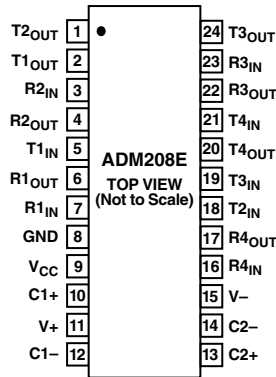 T2OUT 1 24 T3OUT
T1OUT 2 23 R3IN
R2IN 3 22 R3OUT
R2OUT 4 21 T4IN
T1IN 5 20 T4OUT
R1OUT 6 19 T3IN
R1IN 7 18 T2IN
GND 8 17 R4OUT
VCC 9 16 R4IN
C1+ 10 15 V–
V+ 11 14 C2–
C1– 12 13 C2+
ADM208E
TOP VIEW
(Not to Scale)